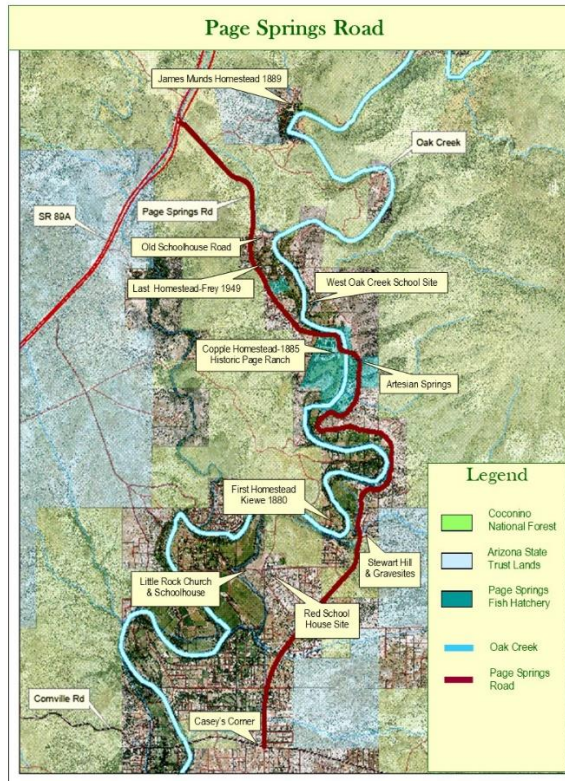 Page Springs Road
James Munds Homestead 1889
Oak Creek
Page Springs Rd
SR 89A
Old Schoolhouse Road
Last Homestead-Frey 1949
West Oak Creek School Site
Copple Homestead-1885
Historic Page Ranch
Artesian Springs
First Homestead
Kiewe 1880
Stewart Hill
& Gravesites
Little Rock Church
& Schoolhouse
Red School
House Site
Cornville Rd
Casey's Corner
Legend
Coconino
National Forest
Arizona State
Trust Lands
Page Springs
Fish Hatchery
Oak Creek
Page Springs
Road